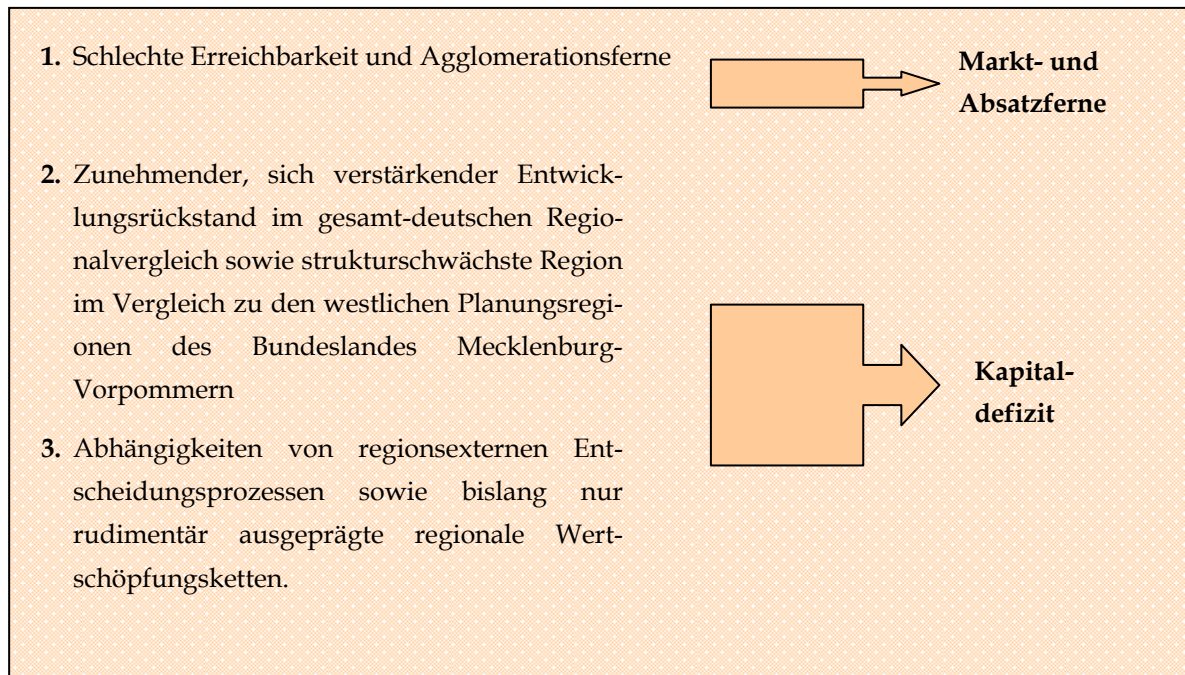 1. Schlechte Erreichbarkeit und Agglomerationsferne
Markt- und
Absatzferne
2. Zunehmender, sich verstärkender Entwick-
lungsrückstand im gesamt-deutschen Regio-
nalvergleich sowie strukturschwächste Region
im Vergleich zu den westlichen Planungsregi-
onen des Bundeslandes Mecklenburg-
Vorpommern
3. Abhängigkeiten von regionsexternen Ent-
scheidungsprozessen sowie bislang nur
rudimentär ausgeprägte regionale Wert-
schöpfungsketten.
Kapital-
defizit